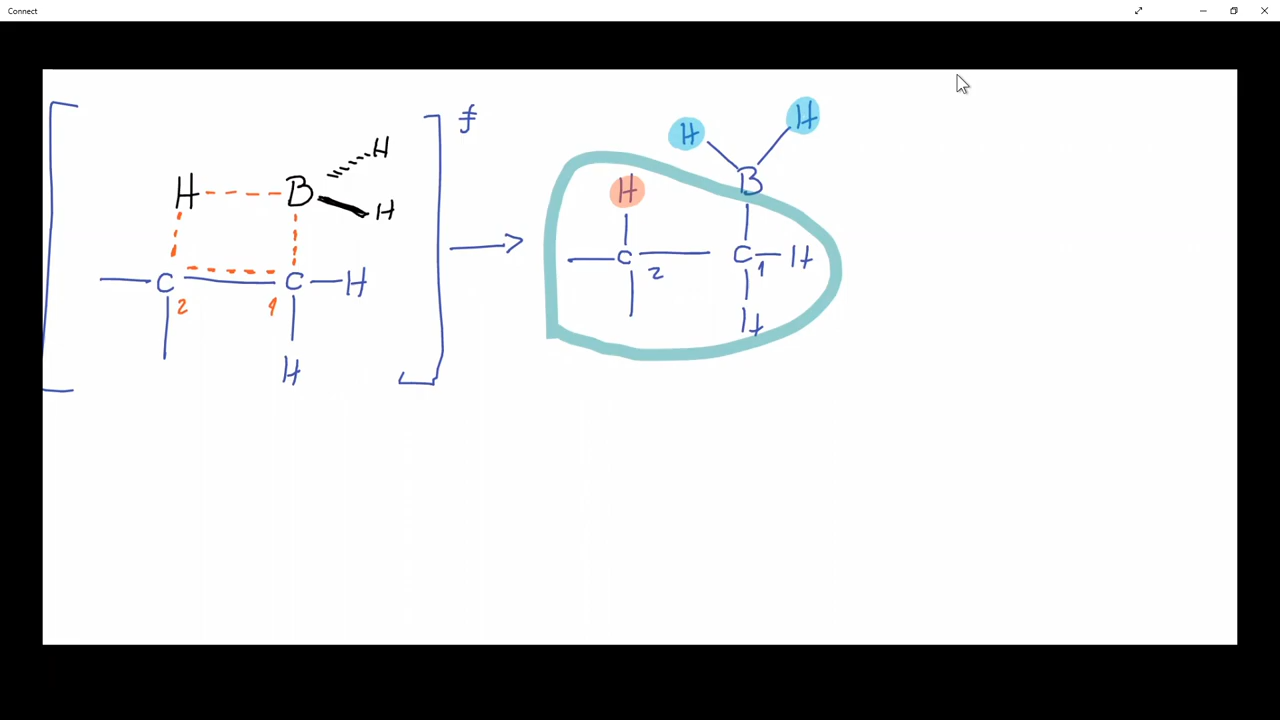 Connect
H H
H B H
C 2 1 C H
H
ⱡ
H H
H B
C 2 C 1 H
H